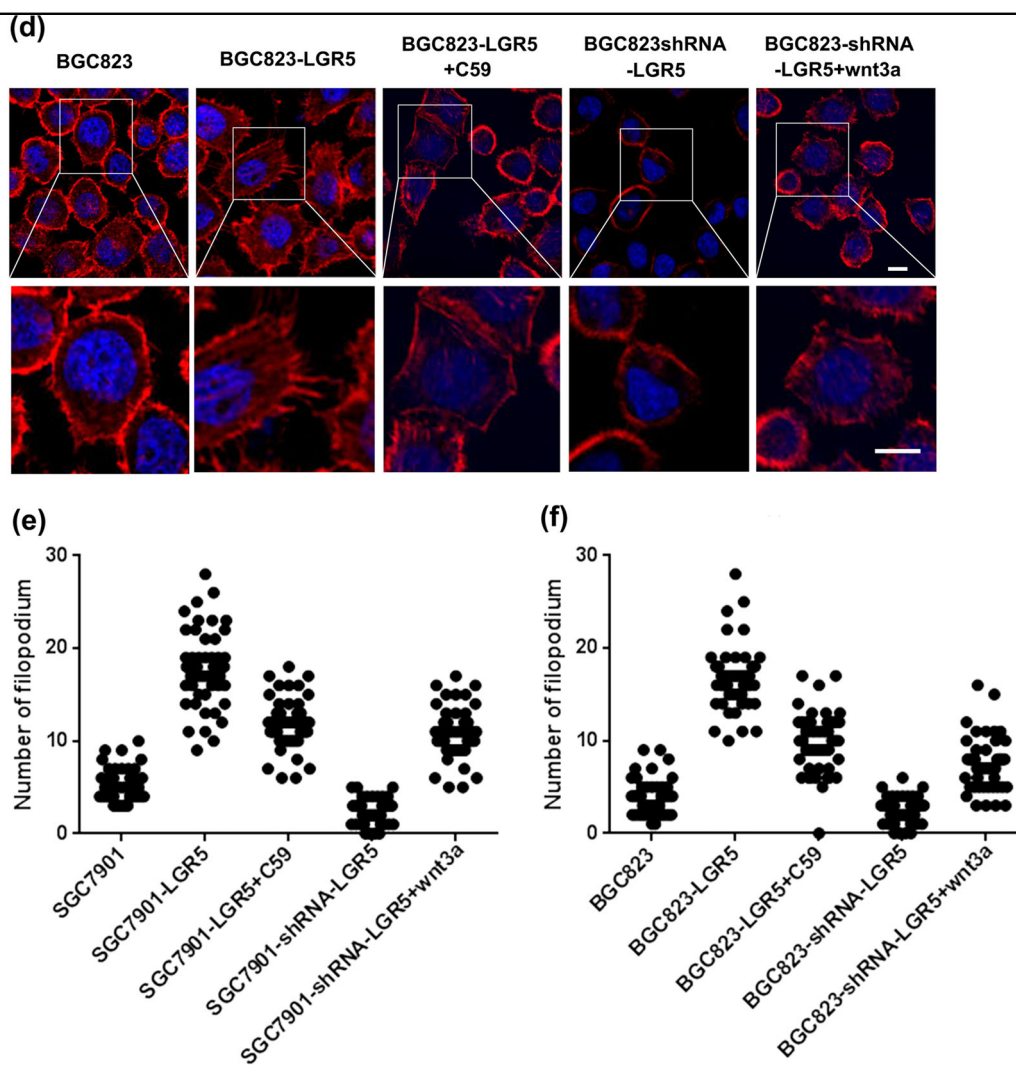 (d)
BGC823
BGC823-LGR5
BGC823-LGR5
+C59
BGC823shRNA
-LGR5
BGC823-shRNA
-LGR5+wnt3a
(e)
Number of filopodium
30
20
10
0
SGC7901
SGC7901-LGR5
SGC7901-LGR5+C59
SGC7901-shRNA-LGR5
SGC7901-shRNA-LGR5+wnt3a
(f)
Number of filopodium
30
20
10
0
BGC823
BGC823-LGR5
BGC823-LGR5+C59
BGC823-shRNA-LGR5
BGC823-shRNA-LGR5+wnt3a